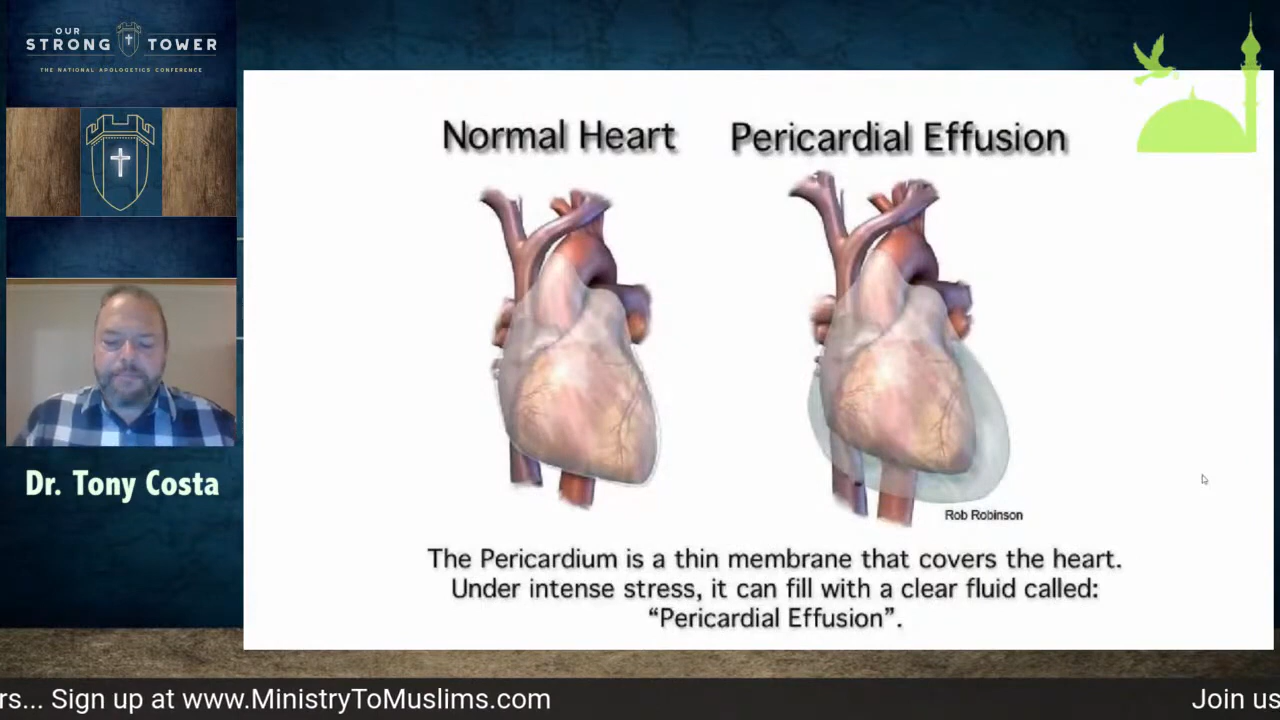 OUR
STRONG TOWER
THE NATIONAL APOLOGETICS CONFERENCE
Normal Heart
Pericardial Effusion
Rob Robinson
The Pericardium is a thin membrane that covers the heart.
Under intense stress, it can fill with a clear fluid called:
“Pericardial Effusion”.
Dr. Tony Costa
rs... Sign up at www.MinistryToMuslims.com
Join us